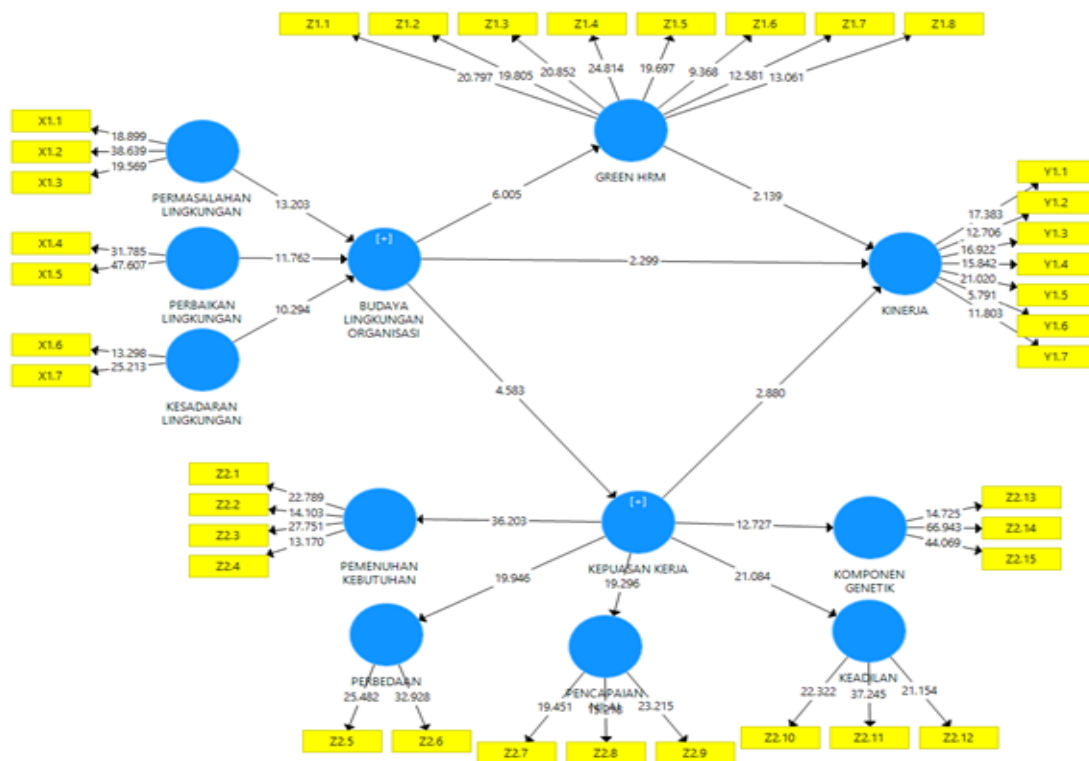 Z1.1 Z1.2 Z1.3 Z1.4 Z1.5 Z1.6 Z1.7 Z1.8
20.797 19.805 20.852 24.814 19.697 9.368 12.581 13.061
GREEN HRM
X1.1
X1.2
X1.3
18.899
38.639
19.569
PERMASALAHAN
LINGKUNGAN
13.203
6.005
2.139
X1.4
X1.5
31.785
47.607
PERBAIKAN
LINGKUNGAN
11.762
[+]
BUDAYA
LINGKUNGAN
ORGANISASI
2.299
X1.6
X1.7
13.298
25.213
KESADARAN
LINGKUNGAN
10.294
Y1.1
Y1.2
Y1.3
Y1.4
Y1.5
Y1.6
Y1.7
17.383
12.706
16.922
15.842
21.020
5.791
11.803
KINERJA
4.583
2.880
Z2.1
Z2.2
Z2.3
Z2.4
22.789
14.103
27.751
13.170
PEMENUHAN
KEBUTUHAN
36.203
[+]
KEPUASAN KERJA
12.727
KOMPONEN
GENETIK
14.725
66.943
44.069
Z2.13
Z2.14
Z2.15
19.946
19.296
21.084
PERBEDAAN
25.482 32.928
Z2.5 Z2.6
PENCAPAIAN
19.451 23.215
Z2.7 Z2.8 Z2.9
KEADILAN
22.322 37.245 21.154
Z2.10 Z2.11 Z2.12